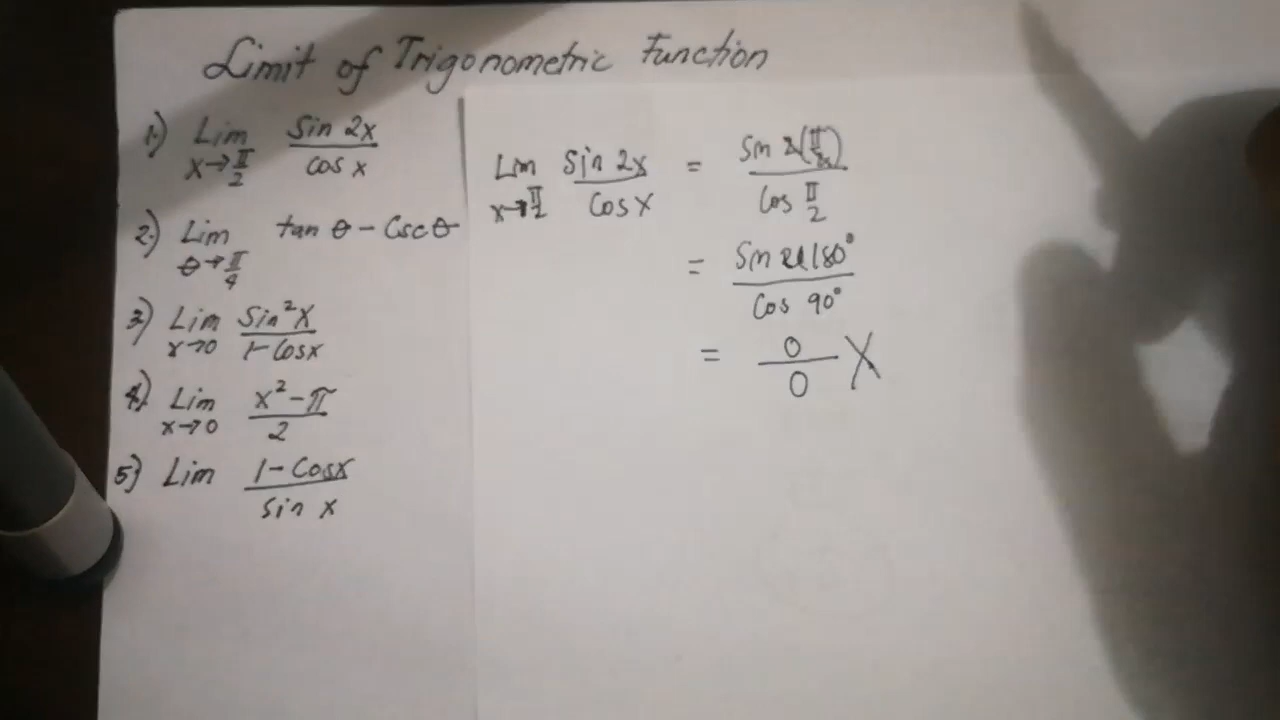 Limit of Trigonometric Function
1.) Lim x→π/2 Sin 2x / cos x
2.) Lim θ→π/4 tan θ - Csc θ
3) Lim x→0 Sin²x / 1-Cosx
4) Lim x→0 x²-π / 2
5) Lim 1-Cosx / sin x
Lim x→π/2 Sin 2x / Cos x = Sin 2(π/2) / Cos π/2
= Sin 180° / Cos 90°
= 0 / 0 X